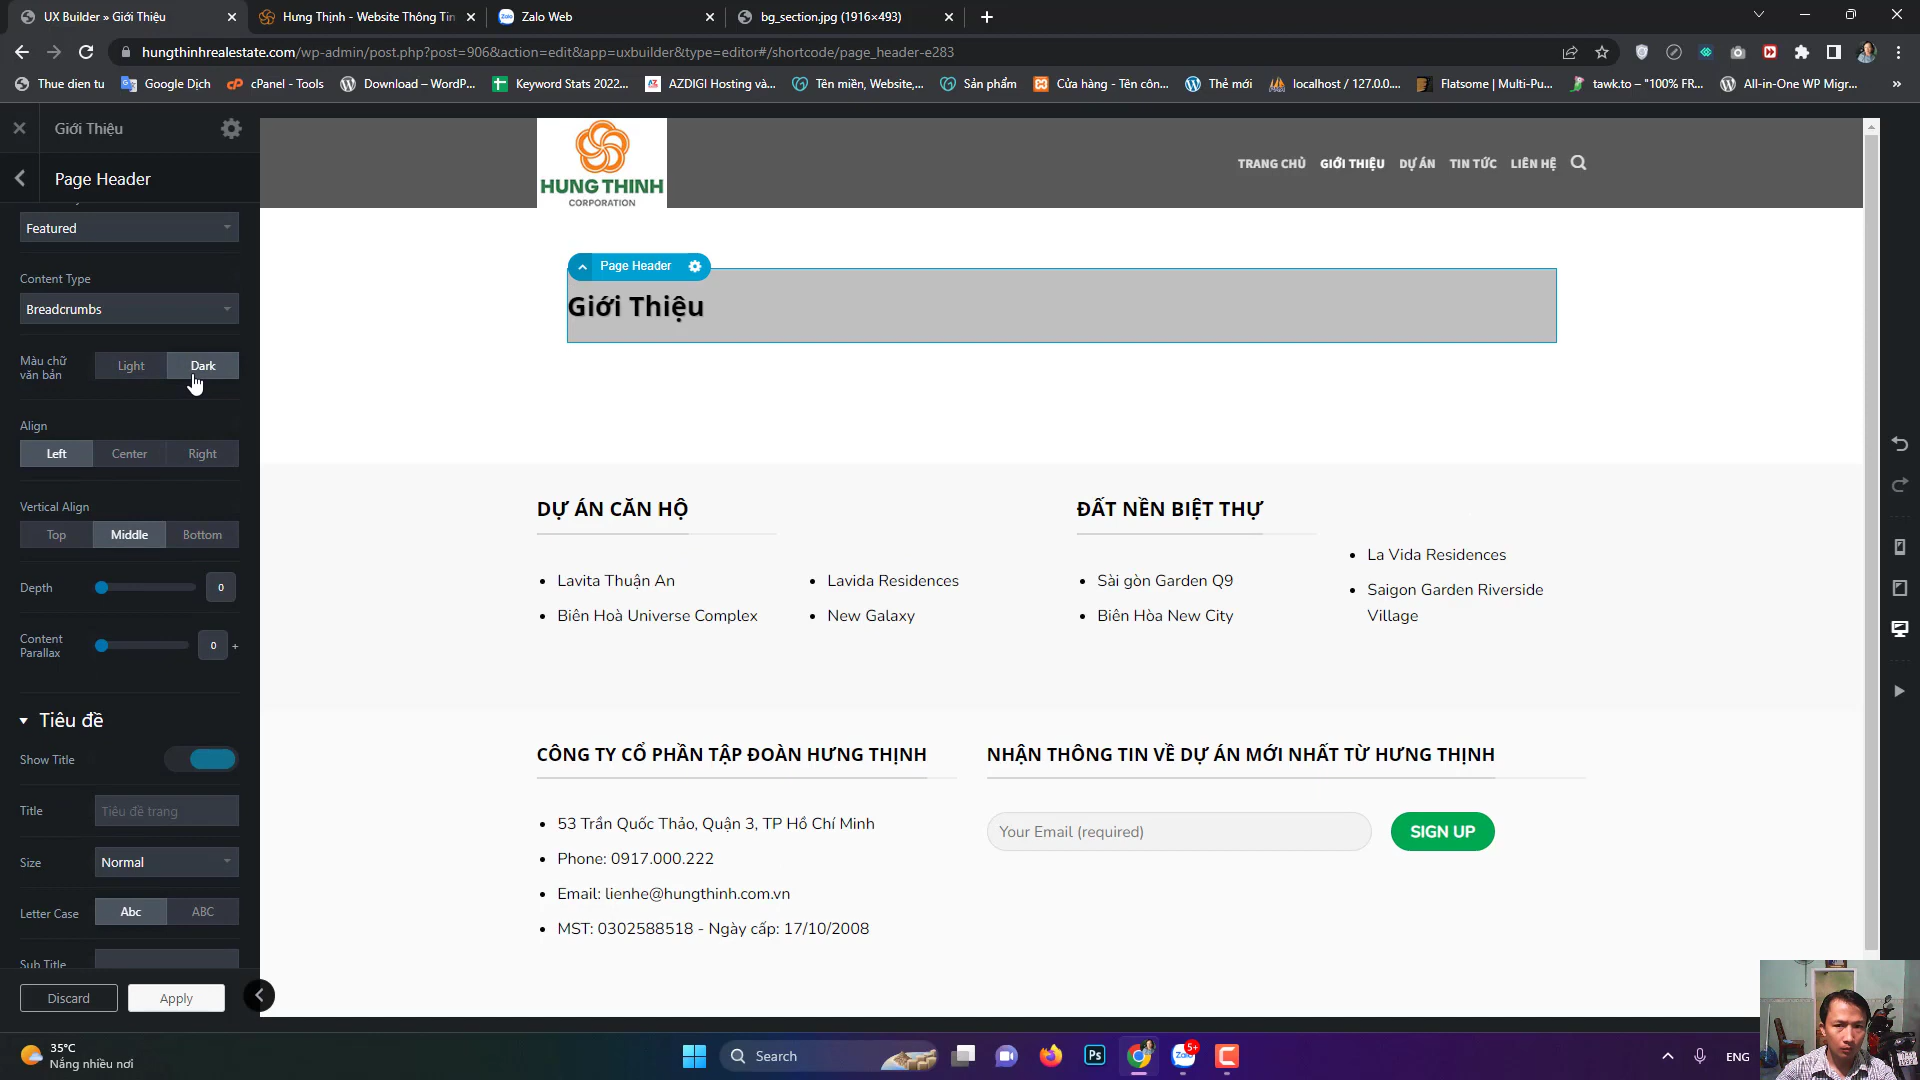 UX Builder » Giới Thiệu
Hưng Thịnh - Website Thông Tin
Zalo Web
bg_section.jpg (1916×493)
hungthinhrealestate.com/wp-admin/post.php?post=906&action=edit&app=uxbuilder&type=editor#/shortcode/page_header-e283
Thue dien tu
Google Dịch
cPanel - Tools
Download – WordP...
Keyword Stats 2022...
AZDIGI Hosting và...
Tên miền, Website,...
Sản phẩm
Cửa hàng - Tên côn...
Thẻ mới
localhost / 127.0.0....
Flatsome | Multi-Pu...
tawk.to – "100% FR...
All-in-One WP Migr...
Giới Thiệu
Page Header
Featured
Content Type
Breadcrumbs
Màu chữ
văn bản
Light
Dark
Align
Left
Center
Right
Vertical Align
Top
Middle
Bottom
Depth
0
Content
Parallax
0
+
Tiêu đề
Show Title
Title
Tiêu đề trang
Size
Normal
Letter Case
Abc
ABC
Sub Title
Discard
Apply
HUNG THINH
CORPORATION
TRANG CHỦ
GIỚI THIỆU
DỰ ÁN
TIN TỨC
LIÊN HỆ
Page Header
Giới Thiệu
DỰ ÁN CĂN HỘ
Lavita Thuận An
Biên Hoà Universe Complex
Lavida Residences
New Galaxy
ĐẤT NỀN BIỆT THỰ
Sài gòn Garden Q9
Biên Hòa New City
La Vida Residences
Saigon Garden Riverside
Village
CÔNG TY CỔ PHẦN TẬP ĐOÀN HƯNG THỊNH
53 Trần Quốc Thảo, Quận 3, TP Hồ Chí Minh
Phone: 0917.000.222
Email: lienhe@hungthinh.com.vn
MST: 0302588518 - Ngày cấp: 17/10/2008
NHẬN THÔNG TIN VỀ DỰ ÁN MỚI NHẤT TỪ HƯNG THỊNH
Your Email (required)
SIGN UP
35°C
Nắng nhiều nơi
Search
Ps
5+
ENG